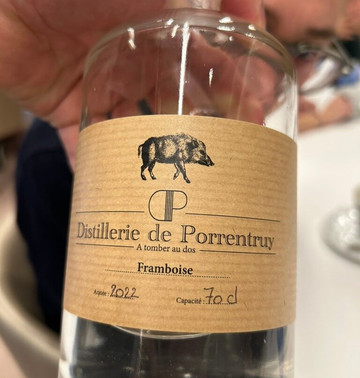 DP
Distillerie de Porrentruy
A tomber au dos
Framboise
Année : 2022 Capacité : 70 cl